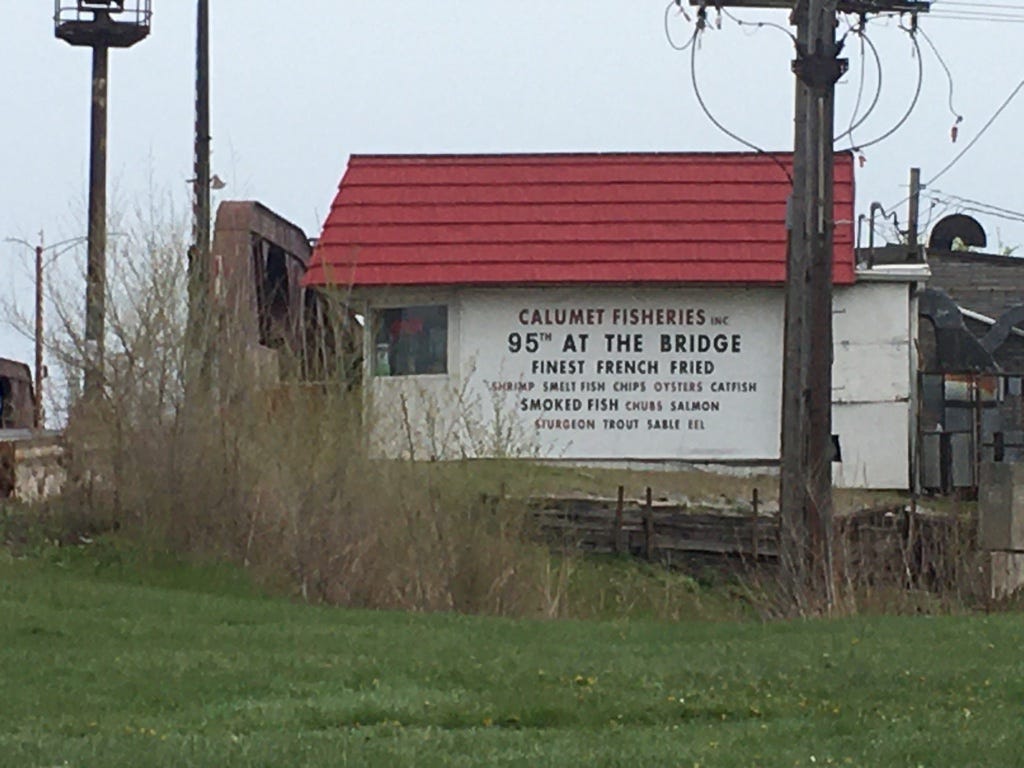 CALUMET FISHERIES INC
95TH AT THE BRIDGE
FINEST FRENCH FRIED
SHRIMP SMELT FISH CHIPS OYSTERS CATFISH
SMOKED FISH CHUBS SALMON
STURGEON TROUT SABLE EEL